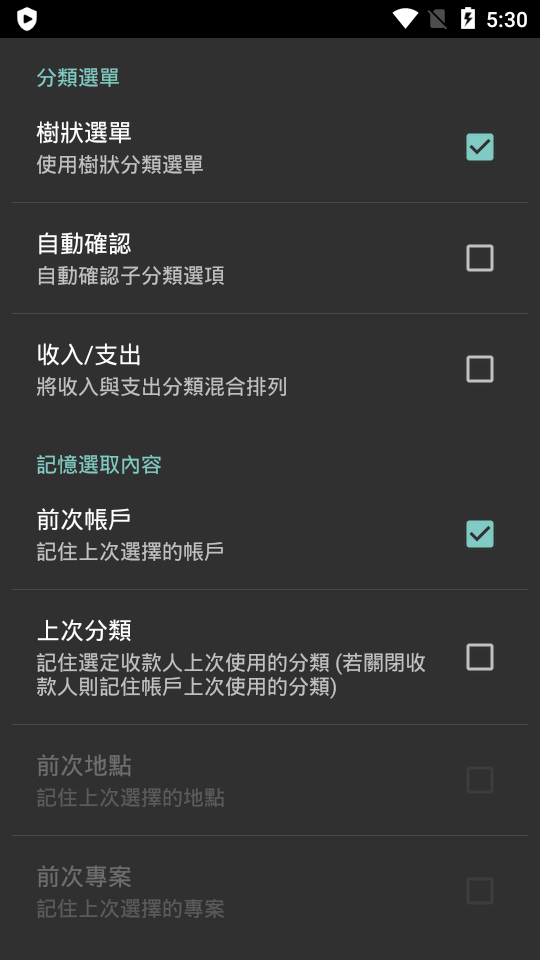 5:30
分類選單
樹狀選單
使用樹狀分類選單
自動確認
自動確認子分類選項
收入/支出
將收入與支出分類混合排列
記憶選取內容
前次帳戶
記住上次選擇的帳戶
上次分類
記住選定收款人上次使用的分類 (若關閉收
款人則記住帳戶上次使用的分類)
前次地點
記住上次選擇的地點
前次專案
記住上次選擇的專案